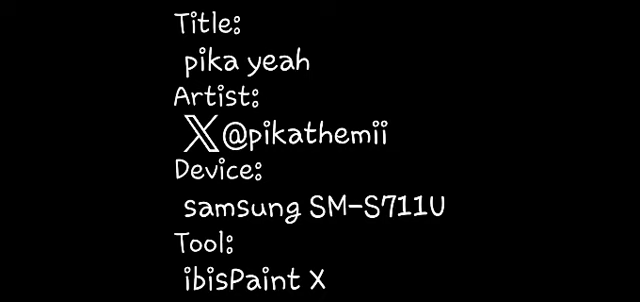 Title:
pika yeah
Artist:
𝕏@pikathemii
Device:
samsung SM-S711U
Tool:
ibisPaint X